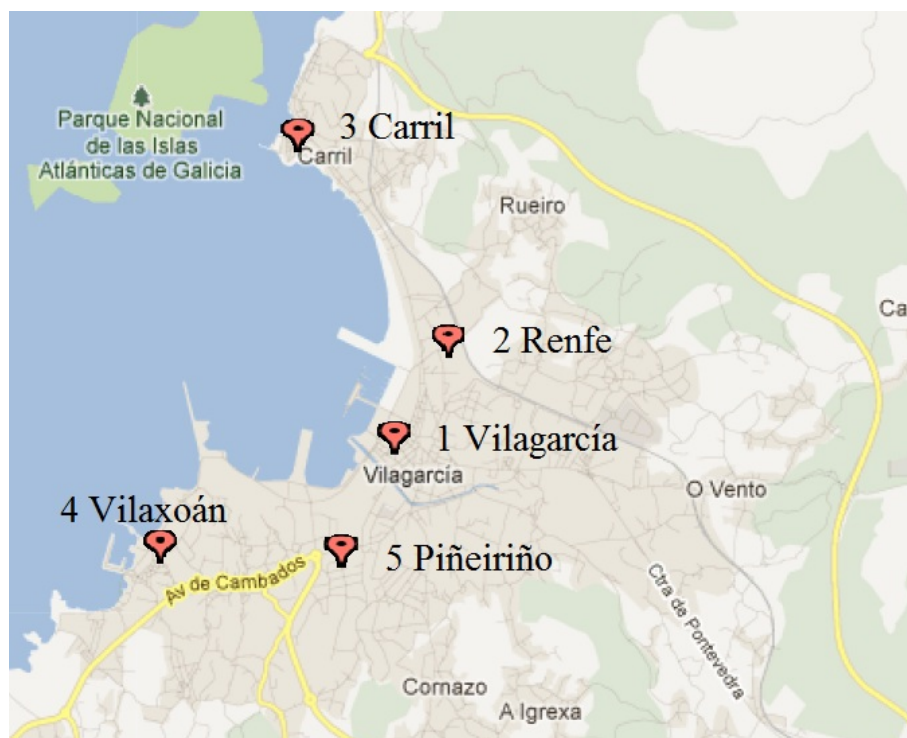 Parque Nacional
de las Islas
Atlánticas de Galicia
3 Carril
Carril
Rueiro
Ca
2 Renfe
1 Vilagarcía
Vilagarcía
O Vento
4 Vilaxoán
5 Piñeiriño
Av de Cambados
Ctra de Pontevedra
Cornazo
A Igrexa